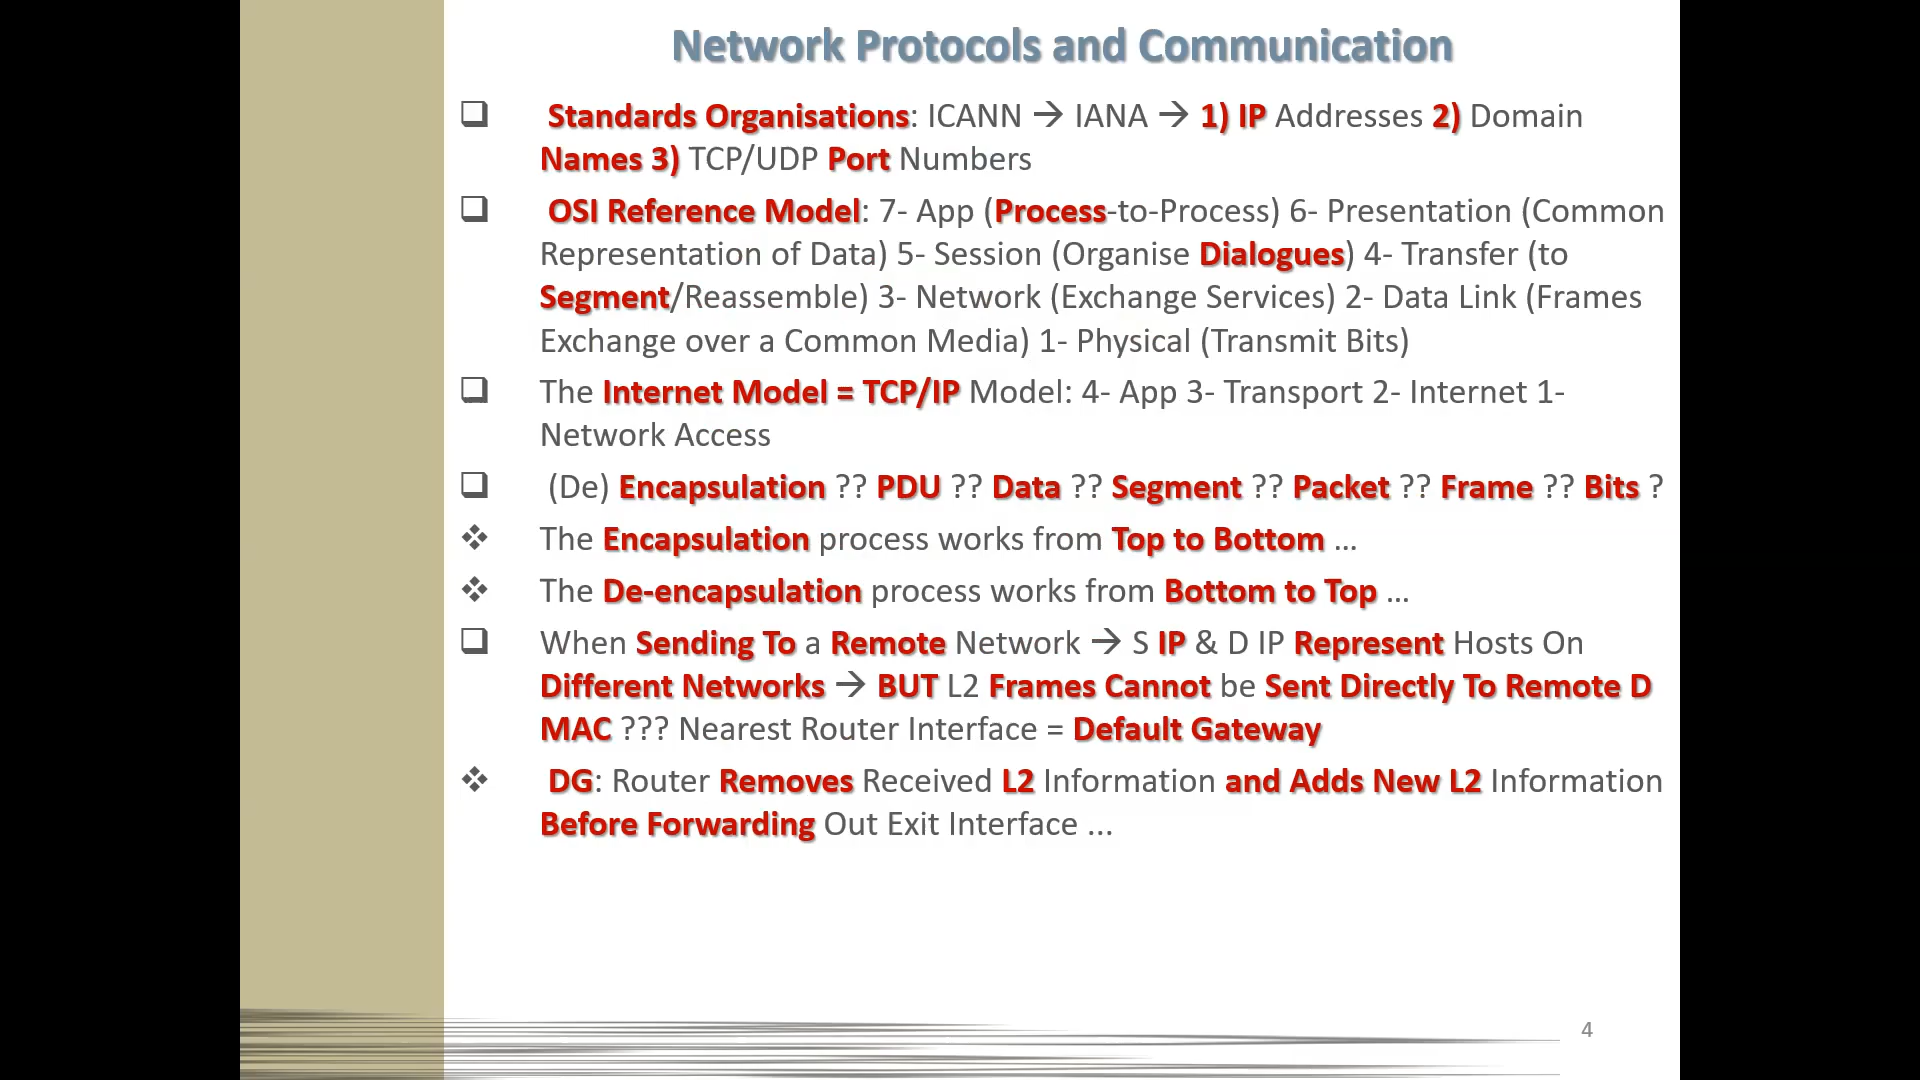 Network Protocols and Communication
Standards Organisations: ICANN → IANA → 1) IP Addresses 2) Domain
Names 3) TCP/UDP Port Numbers
OSI Reference Model: 7- App (Process-to-Process) 6- Presentation (Common
Representation of Data) 5- Session (Organise Dialogues) 4- Transfer (to
Segment/Reassemble) 3- Network (Exchange Services) 2- Data Link (Frames
Exchange over a Common Media) 1- Physical (Transmit Bits)
The Internet Model = TCP/IP Model: 4- App 3- Transport 2- Internet 1-
Network Access
(De) Encapsulation ?? PDU ?? Data ?? Segment ?? Packet ?? Frame ?? Bits ?
The Encapsulation process works from Top to Bottom ...
The De-encapsulation process works from Bottom to Top ...
When Sending To a Remote Network → S IP & D IP Represent Hosts On
Different Networks → BUT L2 Frames Cannot be Sent Directly To Remote D
MAC ??? Nearest Router Interface = Default Gateway
DG: Router Removes Received L2 Information and Adds New L2 Information
Before Forwarding Out Exit Interface ...
4